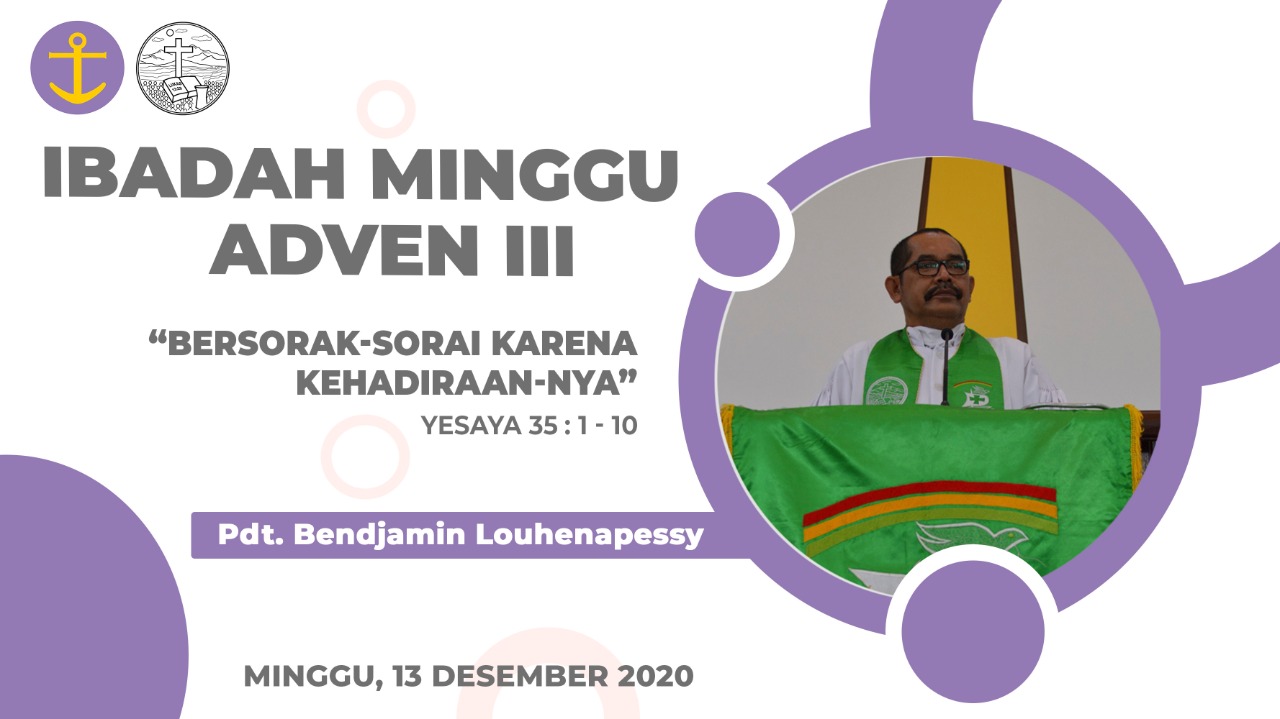 IBADAH MINGGU
ADVEN III
“BERSORAK-SORAI KARENA
KEHADIRAAN-NYA”
YESAYA 35 : 1 - 10
Pdt. Bendjamin Louhenapessy
MINGGU, 13 DESEMBER 2020